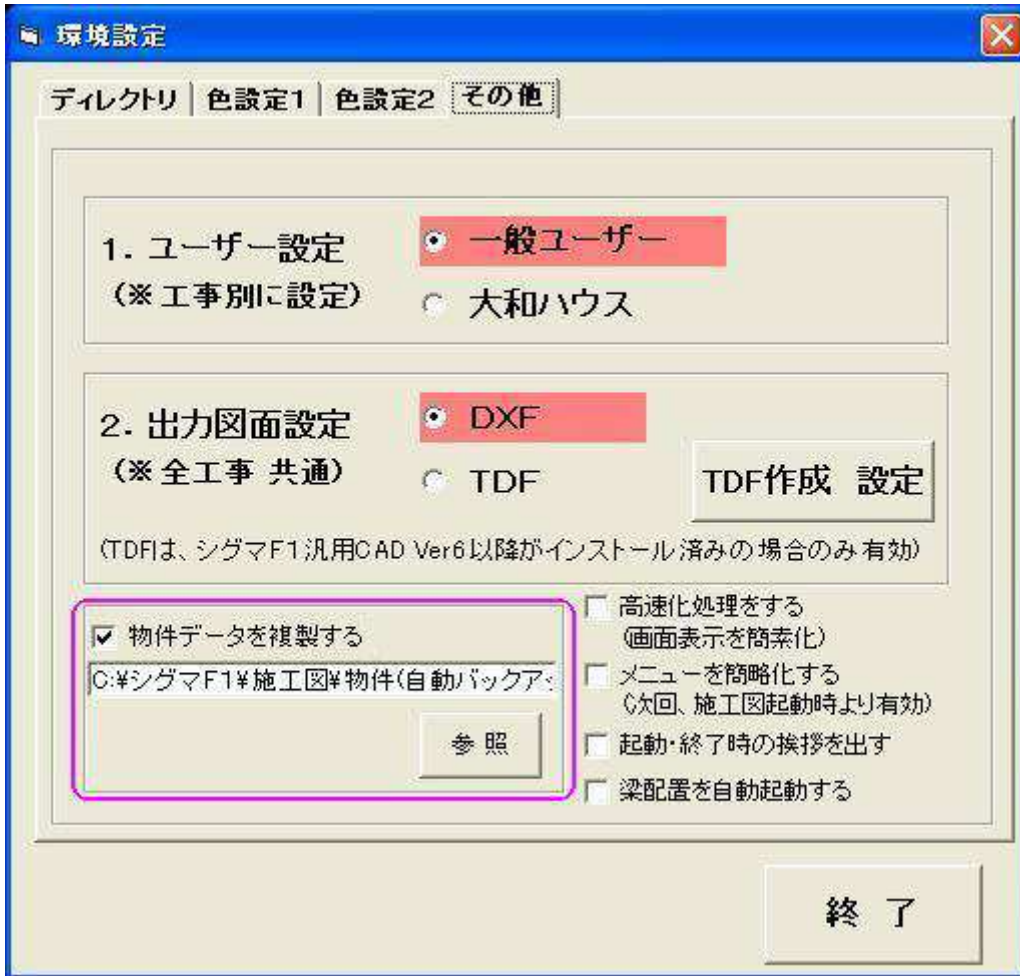 環境設定
ディレクトリ 色設定1 色設定2 その他
1. ユーザー設定
(※ 工事別に設定)
一般ユーザー
大和ハウス
2. 出力図面設定
(※ 全工事 共通)
DXF
TDF
TDF作成 設定
(TDFは、シグマF1汎用CAD Ver6以降がインストール済みの場合のみ有効)
物件データを複製する
C:¥シグマF1¥施工図¥物件(自動バックアッ
参照
高速化処理をする
(画面表示を簡素化)
メニューを簡略化する
(次回、施工図起動時より有効)
起動・終了時の挨拶を出す
梁配置を自動起動する
終 了